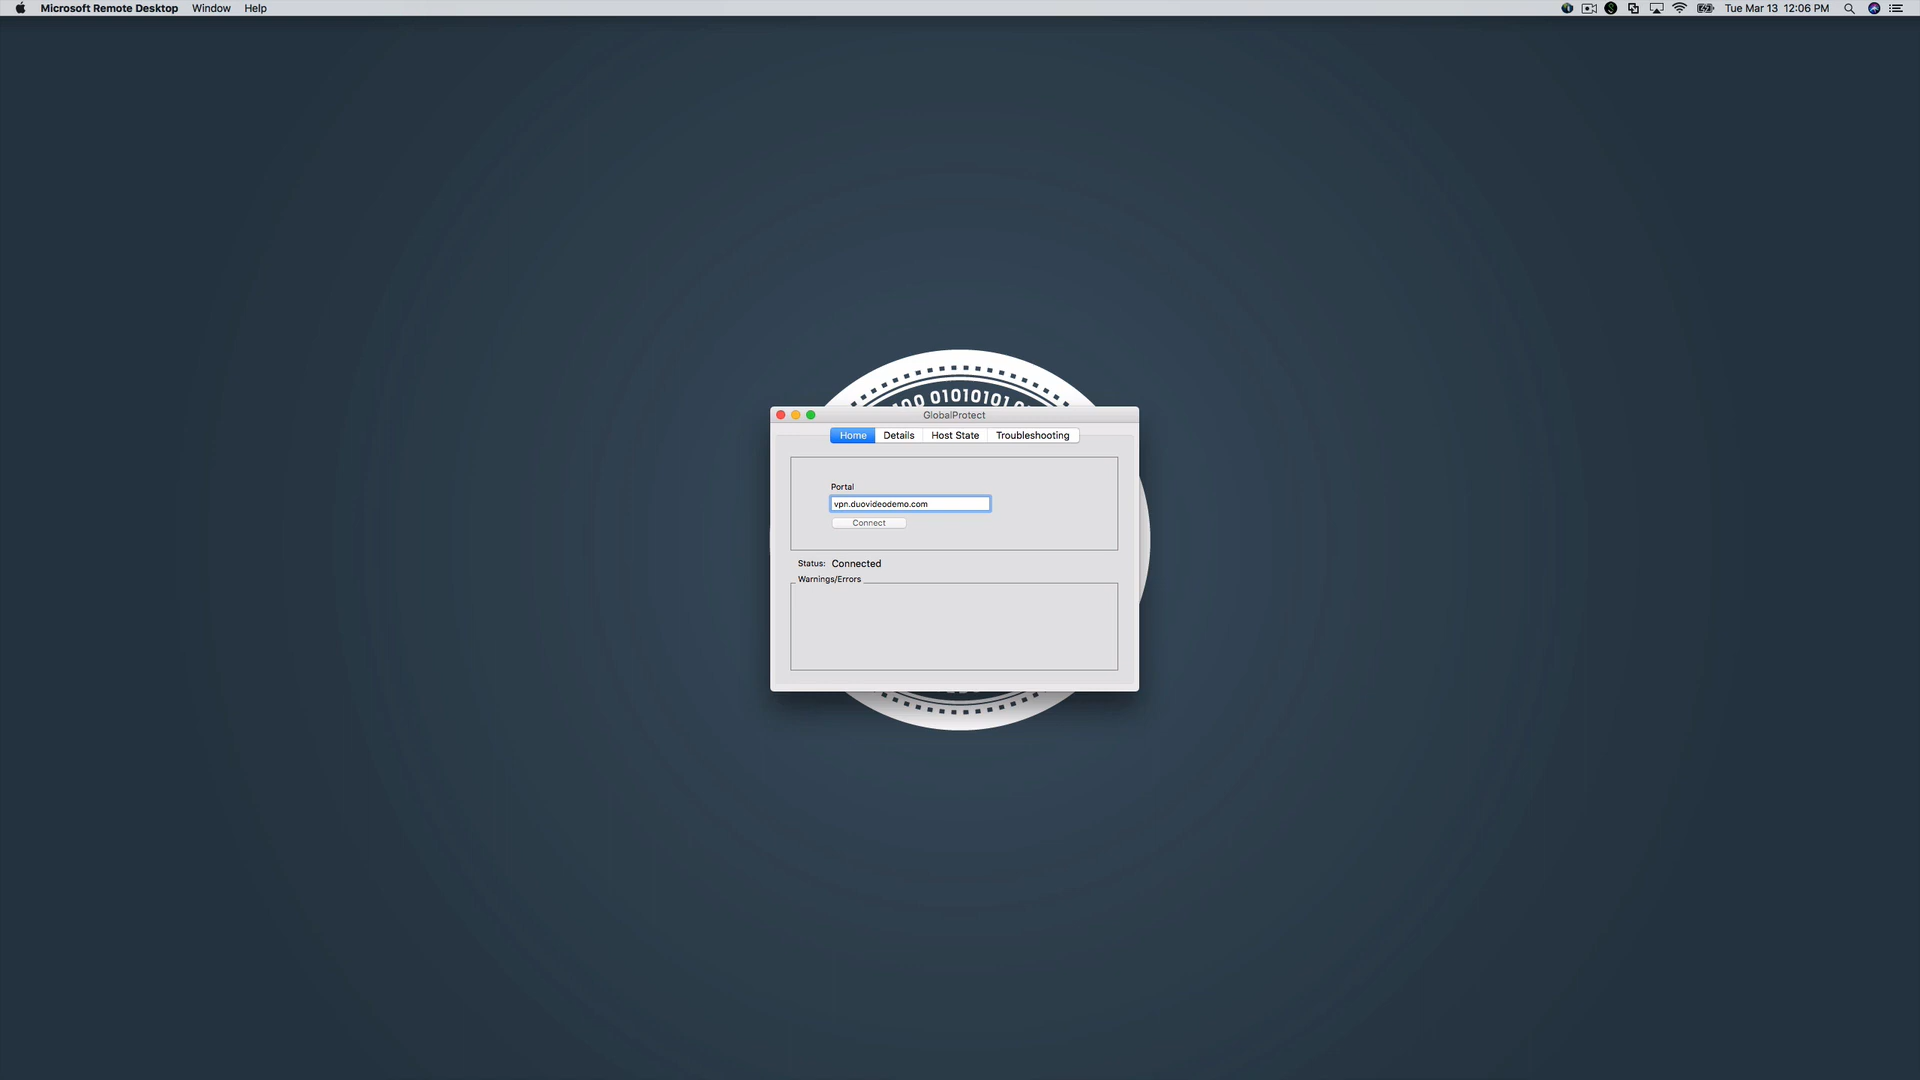 Microsoft Remote Desktop Window Help Tue Mar 13 12:06 PM
01010101
GlobalProtect
Home Details Host State Troubleshooting
Portal
vpn.duovideodemo.com
Connect
Status: Connected
Warnings/Errors